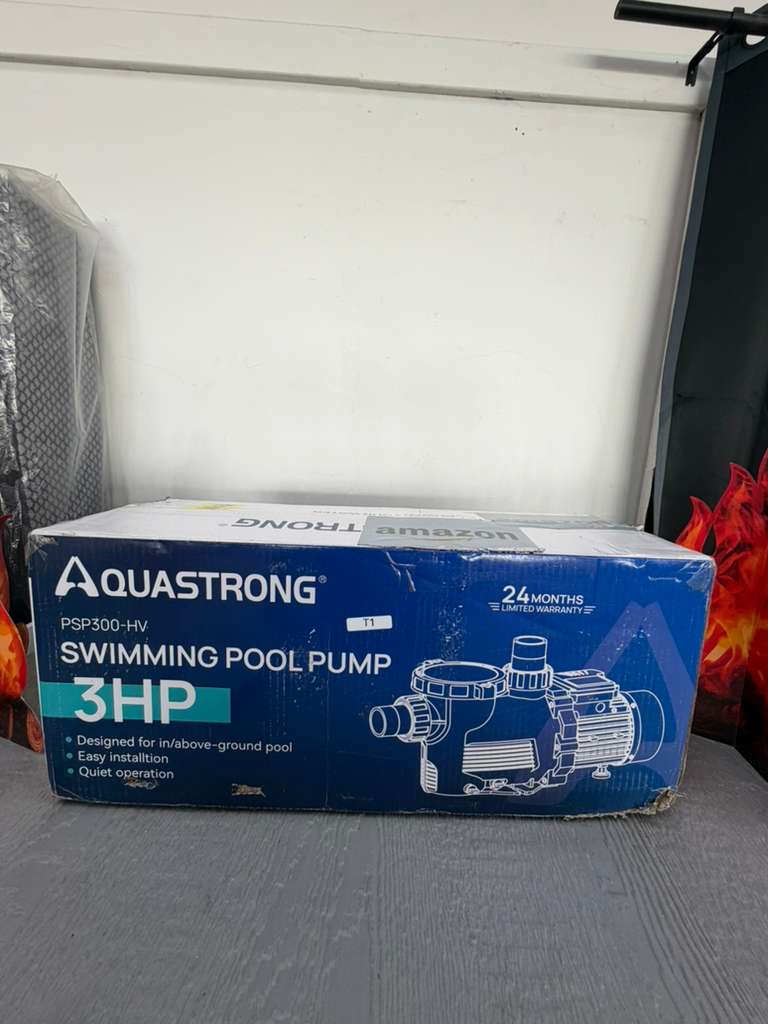 TRONG®
amazon
AQUASTRONG®
PSP300-HV
T1
SWIMMING POOL PUMP
3HP
• Designed for in/above-ground pool
• Easy installtion
• Quiet operation
24 MONTHS
LIMITED WARRANTY